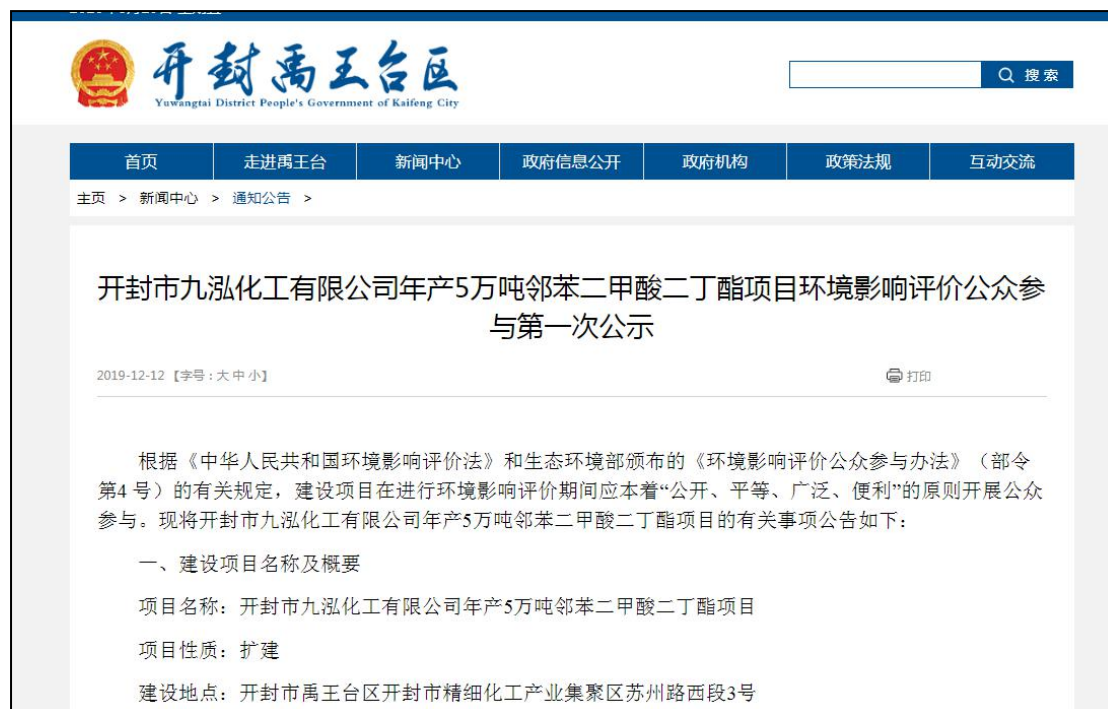 开封禹王台区
Yuwangtai District People's Government of Kaifeng City
搜索
首页 走进禹王台 新闻中心 政府信息公开 政府机构 政策法规 互动交流
主页 > 新闻中心 > 通知公告 >
开封市九泓化工有限公司年产5万吨邻苯二甲酸二丁酯项目环境影响评价公众参
与第一次公示
2019-12-12 【字号:大 中 小】 打印
根据《中华人民共和国环境影响评价法》和生态环境部颁布的《环境影响评价公众参与办法》（部令
第4 号）的有关规定，建设项目在进行环境影响评价期间应本着“公开、平等、广泛、便利”的原则开展公众
参与。现将开封市九泓化工有限公司年产5万吨邻苯二甲酸二丁酯项目的有关事项公告如下：
一、建设项目名称及概要
项目名称：开封市九泓化工有限公司年产5万吨邻苯二甲酸二丁酯项目
项目性质：扩建
建设地点：开封市禹王台区开封市精细化工产业集聚区苏州路西段3号